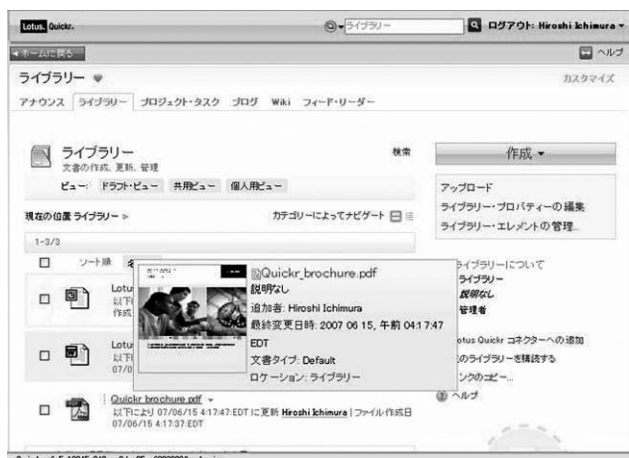 Lotus. Quickr.
ライブラリー
ログアウト: Hiroshi Ichimura
ホームに戻る
ヘルプ
ライブラリー
カスタマイズ
アナウンス ライブラリー プロジェクト・タスク ブログ Wiki フィード・リーダー
ライブラリー
文書の作成、更新、管理
検索
作成
ビュー: ドラフト・ビュー 共用ビュー 個人用ビュー
アップロード
ライブラリー・プロパティーの編集
ライブラリー・エレメントの管理...
現在の位置 ライブラリー
カテゴリーによってナビゲート
1-3/3
ソート順
Quickr_brochure.pdf
説明なし
追加者: Hiroshi Ichimura
最終変更日時: 2007 06 15, 午前 04:17:47
EDT
文書タイプ: Default
ロケーション: ライブラリー
Lotu
以下
作成
Lotu
以下
07/0
ライブラリーについて
ライブラリー
説明なし
管理者
otus Quickr コネクターへの追加
のライブラリーを購読する
ンクのコピー...
ヘルプ
Quickr brochure.pdf
以下により 07/06/15 4:17:47 EDT に更新 Hiroshi Ichimura | ファイル作成日
07/06/15 4:17:37 EDT